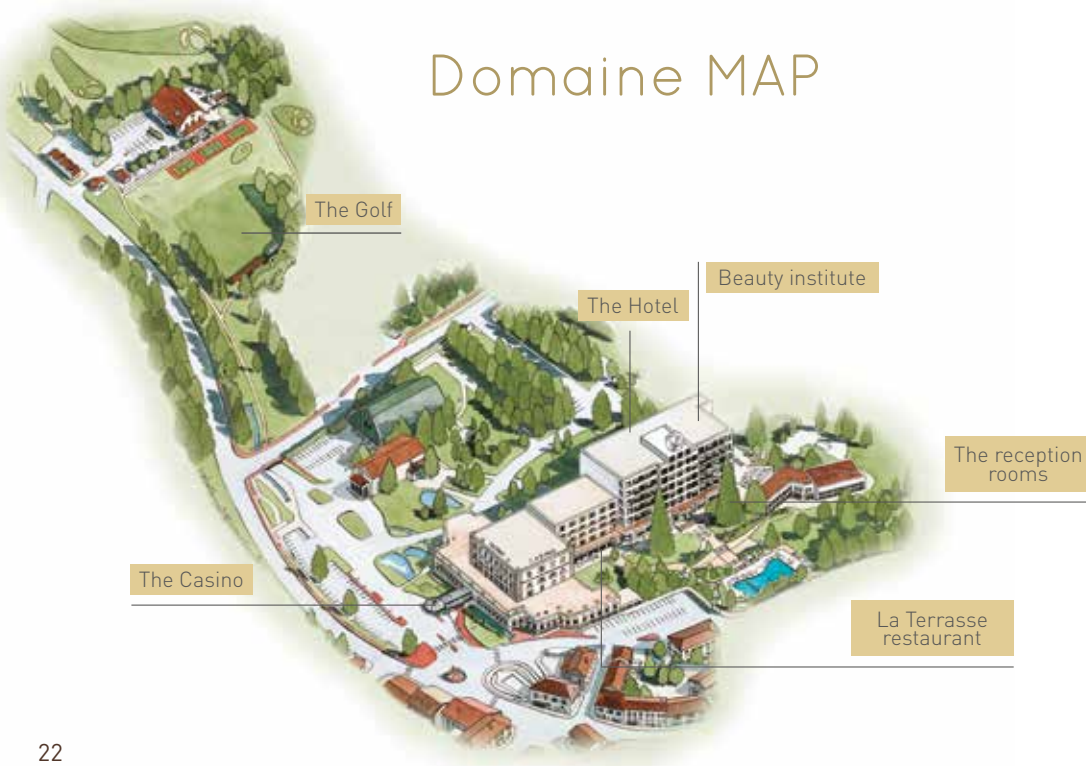 Domaine MAP
The Golf
Beauty institute
The Hotel
The reception
rooms
The Casino
La Terrasse
restaurant
22